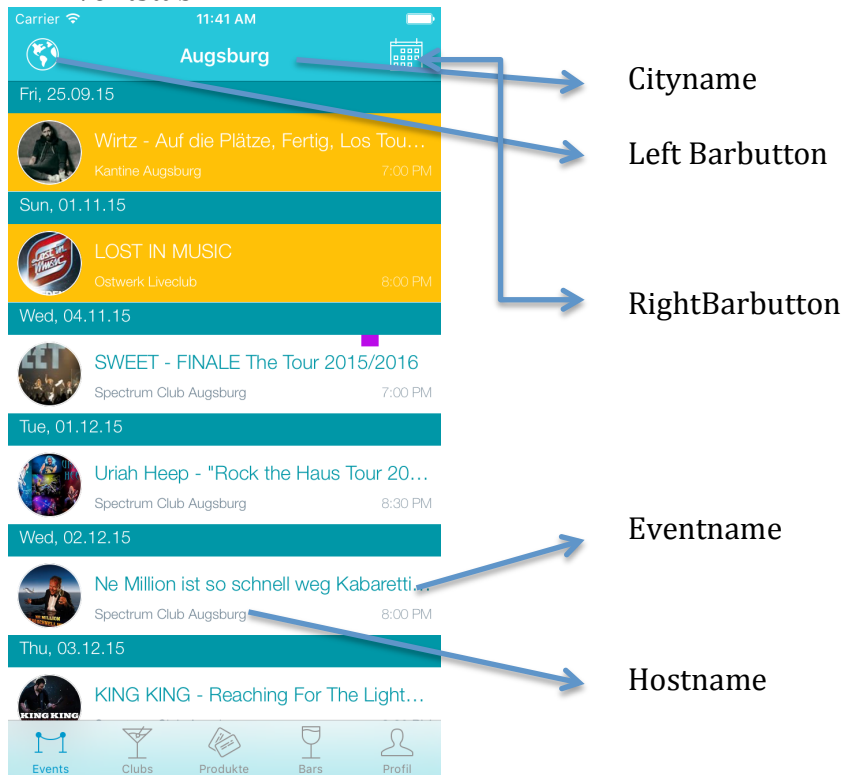 Carrier 11:41 AM
Augsburg
Fri, 25.09.15
Wirtz - Auf die Plätze, Fertig, Los Tou...
Kantine Augsburg 7:00 PM
Sun, 01.11.15
LOST IN MUSIC
Ostwerk Liveclub 8:00 PM
Wed, 04.11.15
SWEET - FINALE The Tour 2015/2016
Spectrum Club Augsburg 7:00 PM
Tue, 01.12.15
Uriah Heep - "Rock the Haus Tour 20...
Spectrum Club Augsburg 8:30 PM
Wed, 02.12.15
Ne Million ist so schnell weg Kabaretti...
Spectrum Club Augsburg 8:00 PM
Thu, 03.12.15
KING KING - Reaching For The Light...
KING KING
Events Clubs Produkte Bars Profil
Cityname
Left Barbutton
RightBarbutton
Eventname
Hostname